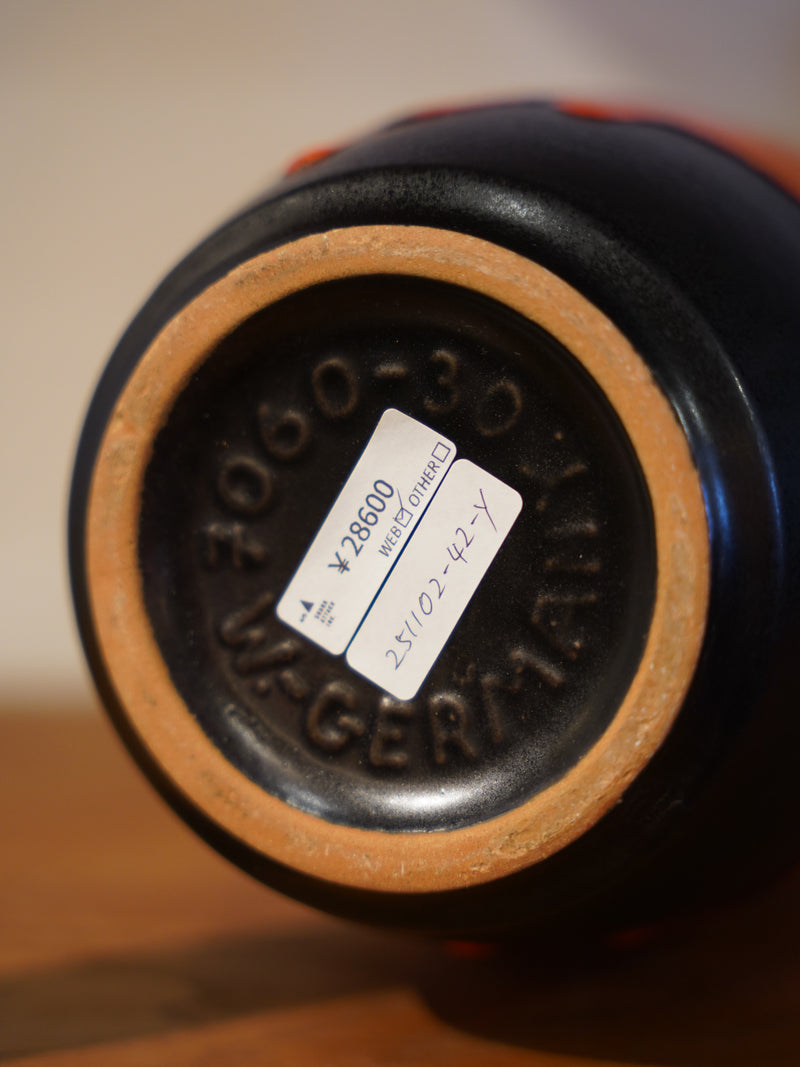 7060-30
W.-GERMANY
¥28600
WEB☑ OTHER☐
251102-42-Y